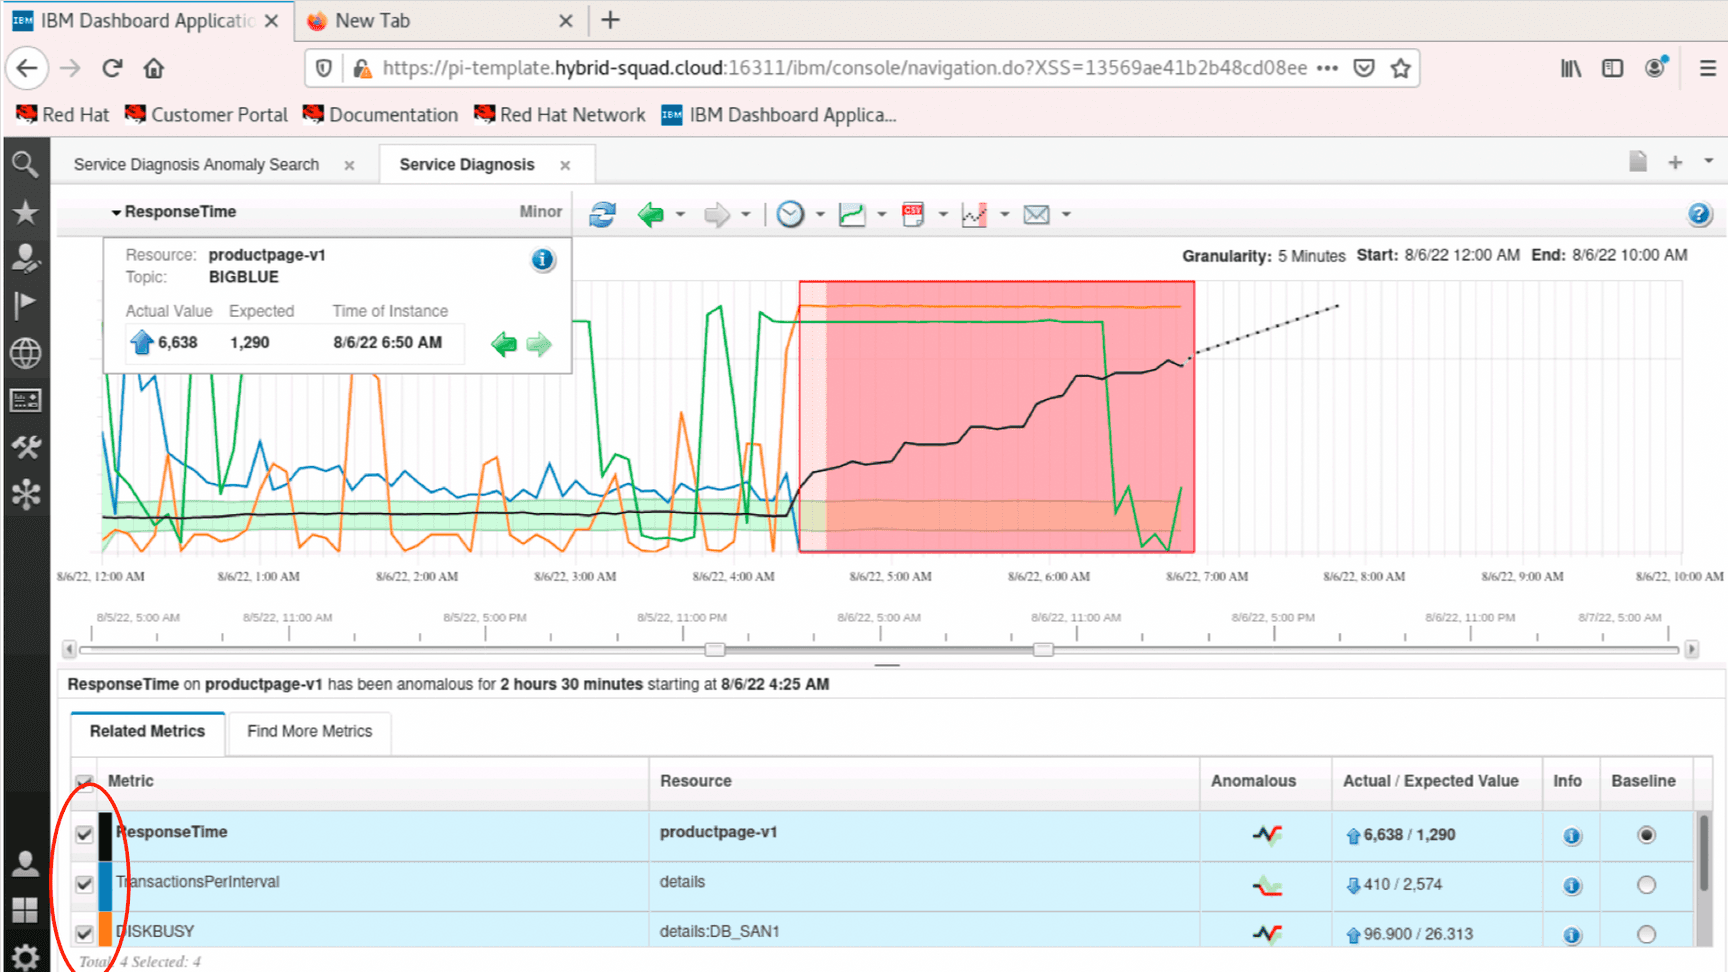 IBM IBM Dashboard Applicatio
New Tab
https://pi-template.hybrid-squad.cloud:16311/ibm/console/navigation.do?XSS=13569ae41b2b48cd08ee
Red Hat Customer Portal Documentation Red Hat Network IBM IBM Dashboard Applica...
Service Diagnosis Anomaly Search
Service Diagnosis
ResponseTime Minor
CSV
Resource: productpage-v1
Topic: BIGBLUE
Actual Value Expected Time of Instance
6,638 1,290 8/6/22 6:50 AM
Granularity: 5 Minutes Start: 8/6/22 12:00 AM End: 8/6/22 10:00 AM
8/6/22, 12:00 AM 8/6/22, 1:00 AM 8/6/22, 2:00 AM 8/6/22, 3:00 AM 8/6/22, 4:00 AM 8/6/22, 5:00 AM 8/6/22, 6:00 AM 8/6/22, 7:00 AM 8/6/22, 8:00 AM 8/6/22, 9:00 AM 8/6/22, 10:00 AM
8/5/22, 5:00 AM 8/5/22, 11:00 AM 8/5/22, 5:00 PM 8/5/22, 11:00 PM 8/6/22, 5:00 AM 8/6/22, 11:00 AM 8/6/22, 5:00 PM 8/6/22, 11:00 PM 8/7/22, 5:00 AM
ResponseTime on productpage-v1 has been anomalous for 2 hours 30 minutes starting at 8/6/22 4:25 AM
Related Metrics Find More Metrics
Metric Resource Anomalous Actual / Expected Value Info Baseline
ResponseTime productpage-v1 6,638 / 1,290
TransactionsPerInterval details 410 / 2,574
DISKBUSY details:DB_SAN1 96.900 / 26.313
Total: 4 Selected: 4